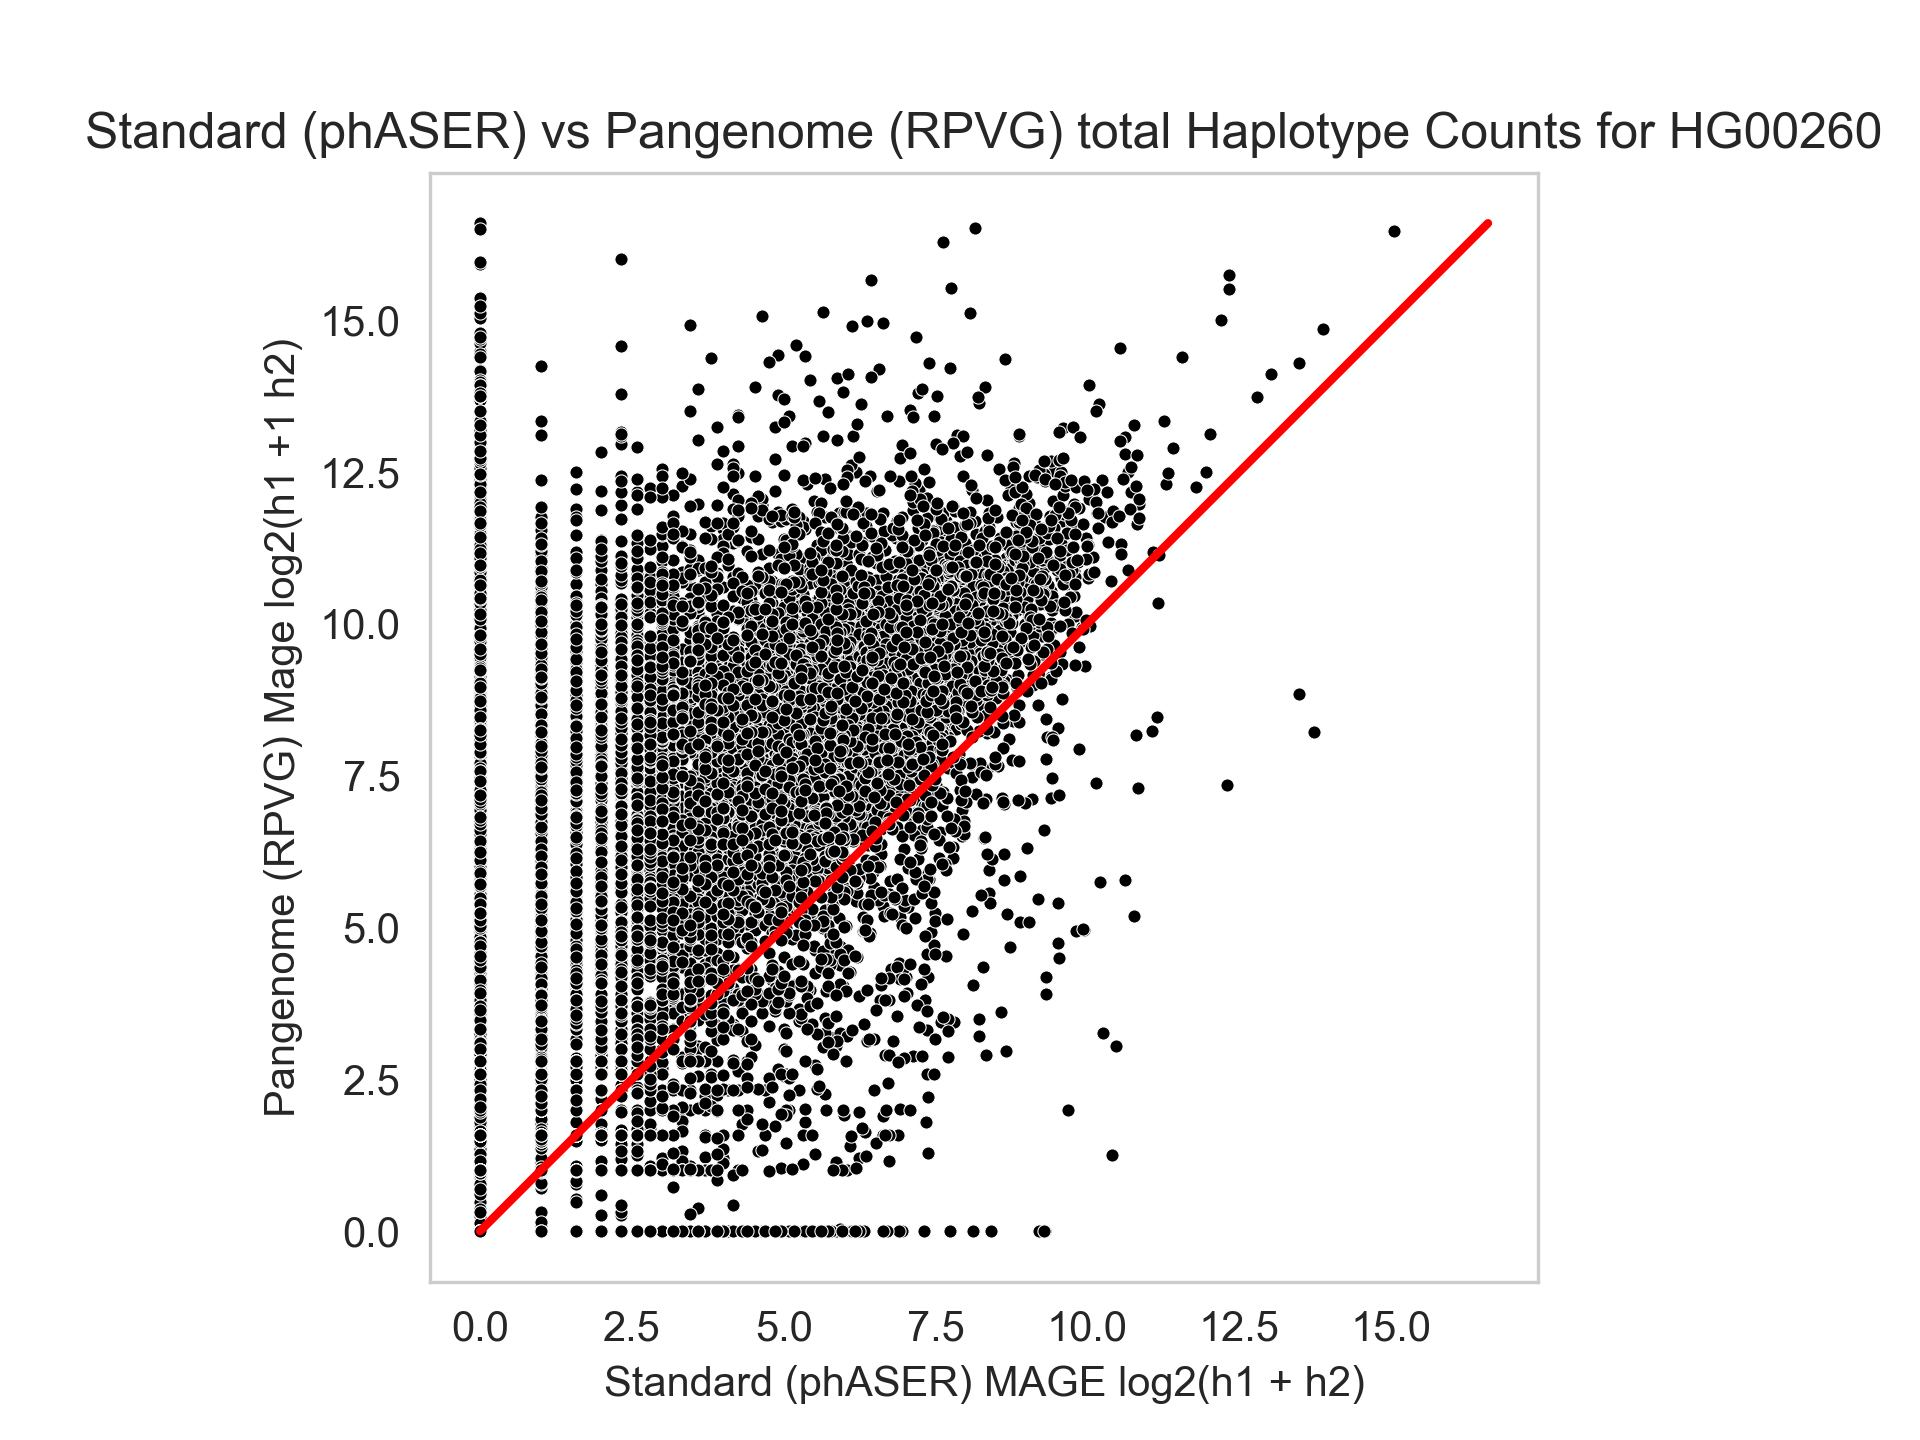 Standard (phASER) vs Pangenome (RPVG) total Haplotype Counts for HG00260
Pangenome (RPVG) Mage log2(h1 +1 h2)
15.0
12.5
10.0
7.5
5.0
2.5
0.0
0.0 2.5 5.0 7.5 10.0 12.5 15.0
Standard (phASER) MAGE log2(h1 + h2)